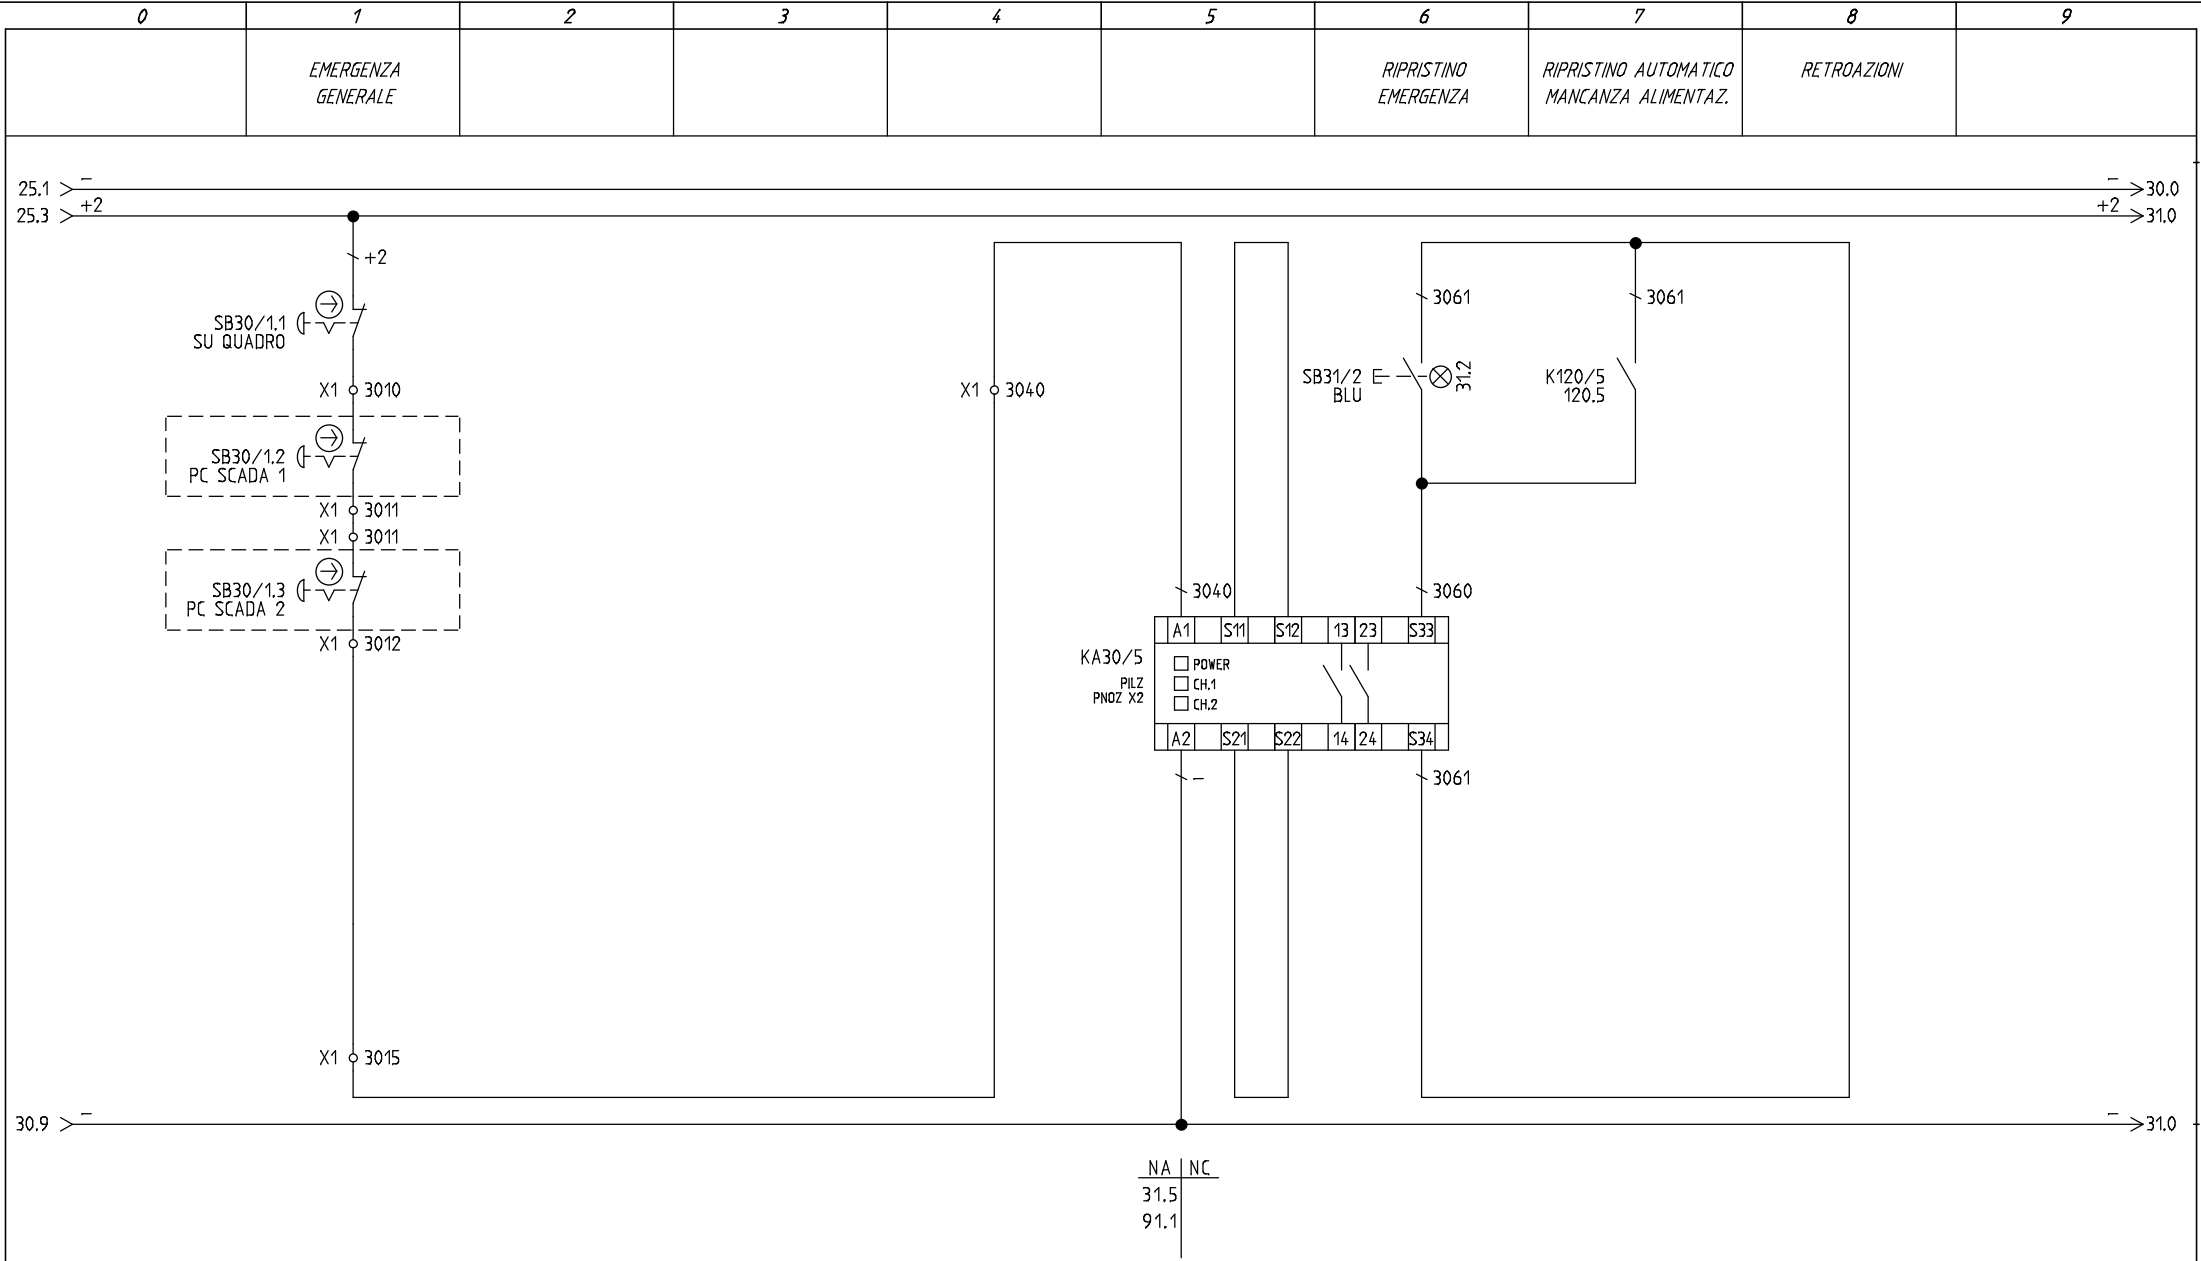 0 1 2 3 4 5 6 7 8 9
EMERGENZA
GENERALE
RIPRISTINO
EMERGENZA
RIPRISTINO AUTOMATICO
MANCANZA ALIMENTAZ.
RETROAZIONI
25.1 - - 30.0
25.3 +2 +2 31.0
+2
3061 3061
SB30/1.1
SU QUADRO
SB31/2
BLU
31.2
K120/5
120.5
X1 3010
X1 3040
SB30/1.2
PC SCADA 1
X1 3011
X1 3011
SB30/1.3
PC SCADA 2
3040 3060
X1 3012
A1 S11 S12 13 23 S33
KA30/5
PILZ
PNOZ X2
POWER
CH.1
CH.2
A2 S21 S22 14 24 S34
- 3061
X1 3015
30.9 - - 31.0
NA NC
31.5
91.1